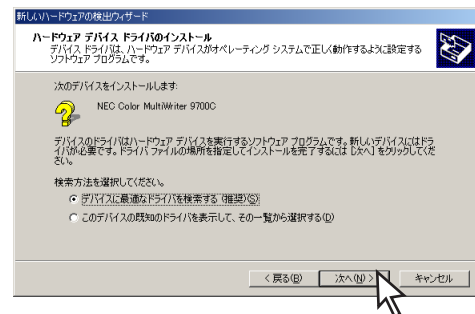 新しいハードウェアの検出ウィザード
ハードウェア デバイス ドライバのインストール
デバイス ドライバは、ハードウェア デバイスがオペレーティング システムで正しく動作するように設定する
ソフトウェア プログラムです。
次のデバイスをインストールします:
NEC Color MultiWriter 9700C
デバイスのドライバはハードウェア デバイスを実行するソフトウェア プログラムです。新しいデバイスにはドラ
イバが必要です。ドライバ ファイルの場所を指定してインストールを完了するには [次へ] をクリックしてくだ
さい。
検索方法を選択してください。
デバイスに最適なドライバを検索する (推奨)(S)
このデバイスの既知のドライバを表示して、その一覧から選択する(D)
< 戻る(B)
次へ(N) >
キャンセル